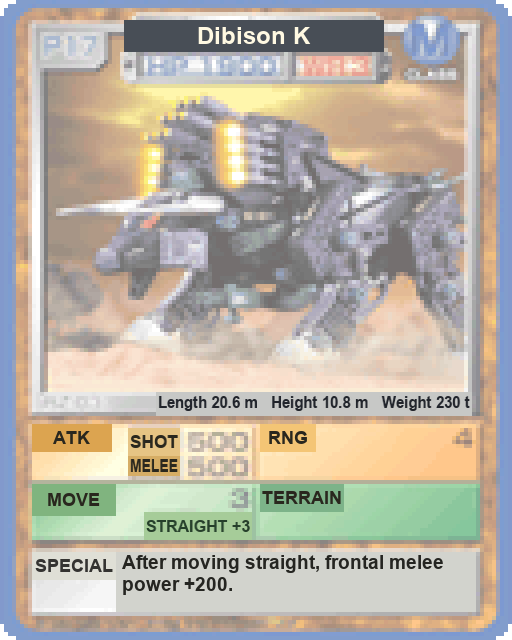 Dibison K
P17
M
CLASS
Length 20.6 m Height 10.8 m Weight 230 t
ATK
SHOT 500
MELEE 500
RNG 4
MOVE 3
STRAIGHT +3
TERRAIN
SPECIAL
After moving straight, frontal melee
power +200.